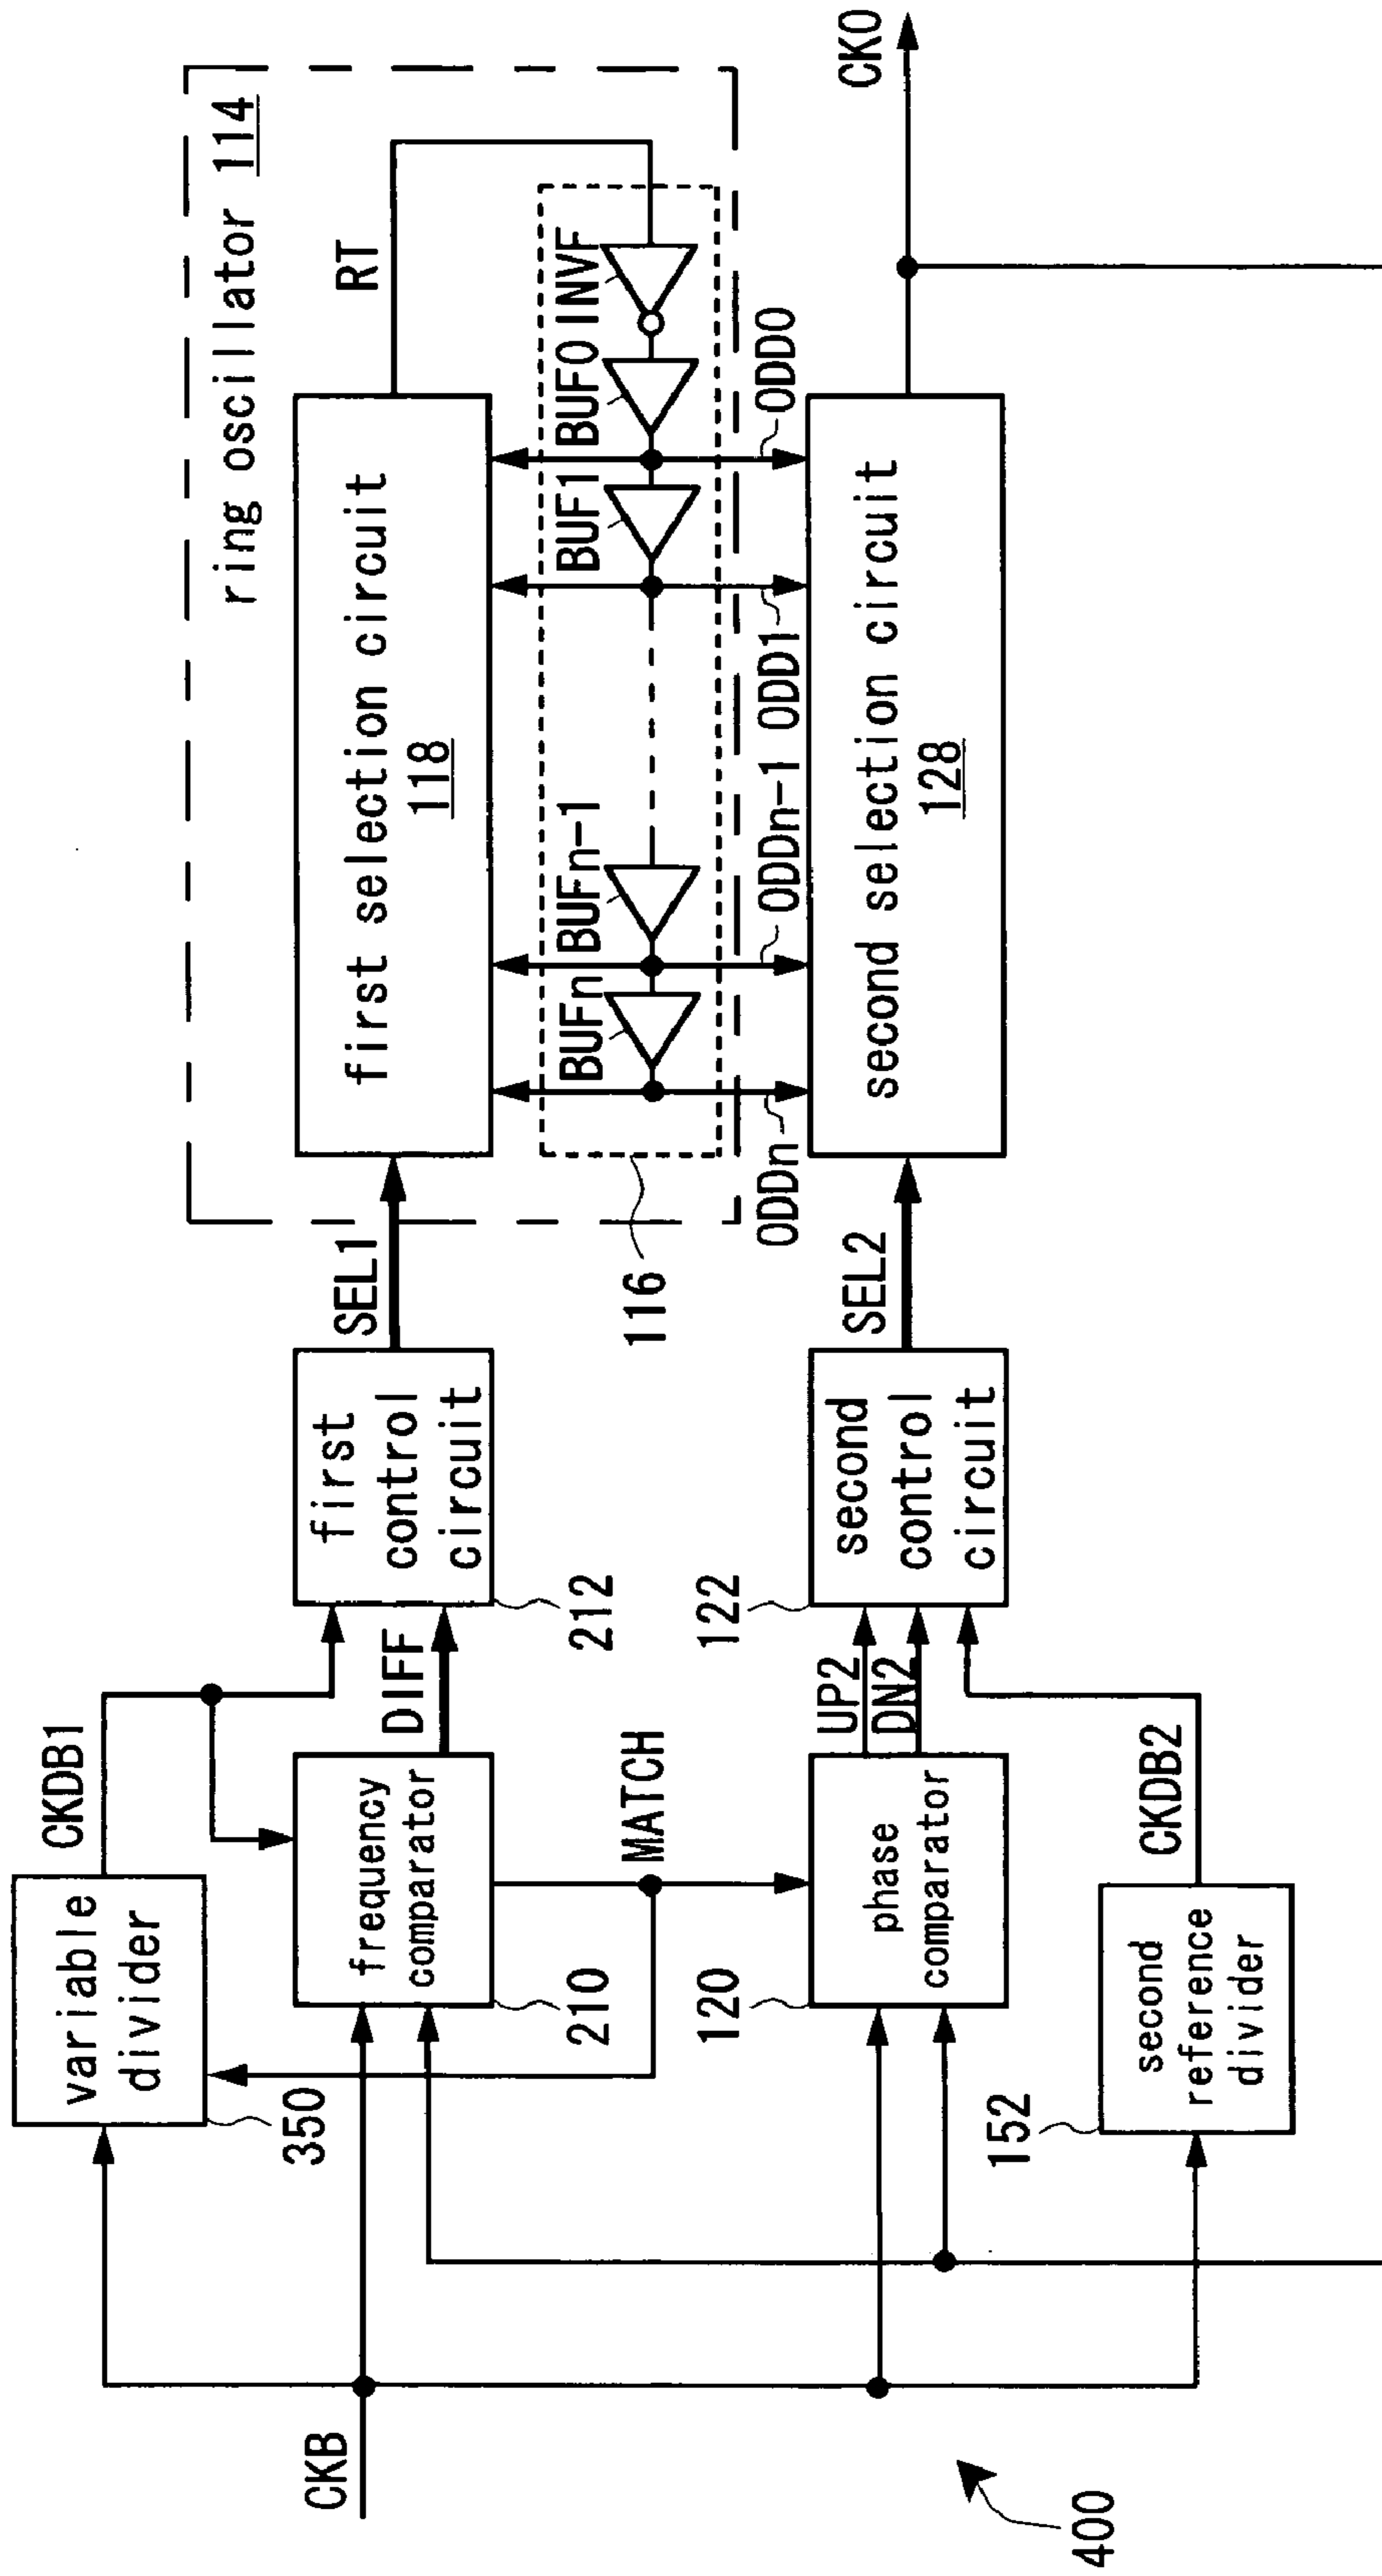 CKB
400
variable
divider
350
CKDB1
frequency
comparator
210
DIFF
MATCH
first
control
circuit
212
SEL1
ring oscillator 114
first selection circuit
118
RT
BUFn
BUFn-1
BUF1
BUF0
INVF
116
ODDn
ODDn-1
ODD1
ODD0
phase
comparator
120
UP2
DN2
second
control
circuit
122
SEL2
second selection circuit
128
CKO
second
reference
divider
152
CKDB2